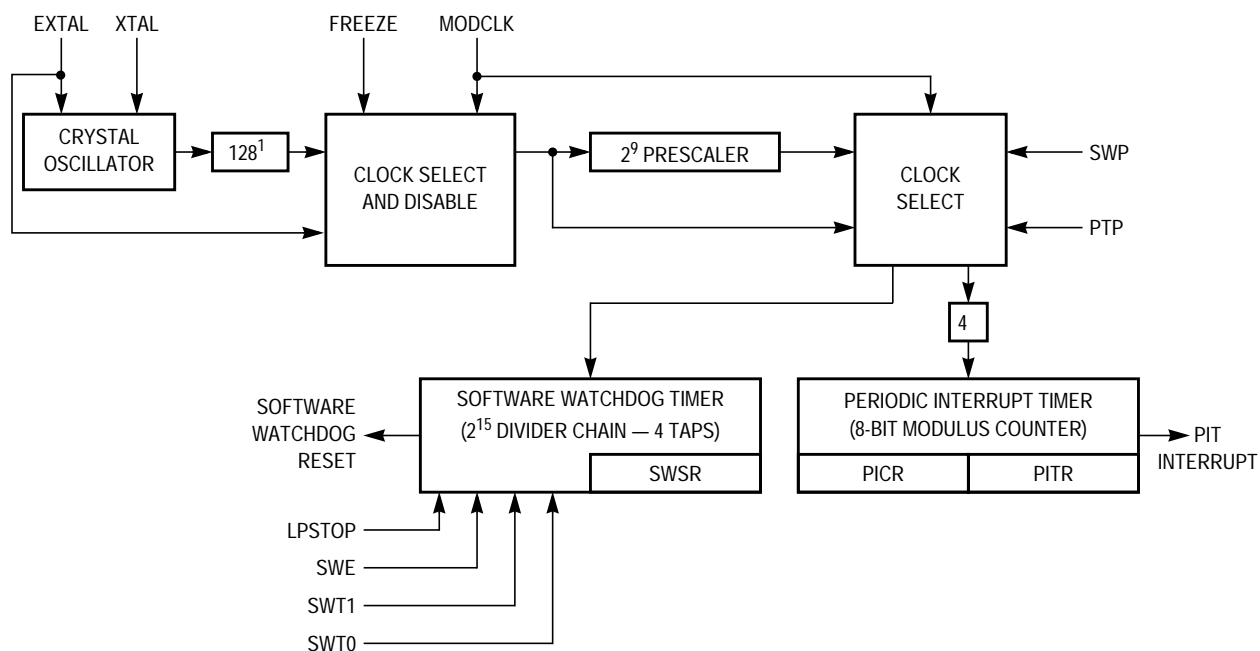 EXTAL XTAL FREEZE MODCLK
CRYSTAL
OSCILLATOR
128¹
CLOCK SELECT
AND DISABLE
2⁹ PRESCALER
CLOCK
SELECT
SWP
PTP
4
SOFTWARE
WATCHDOG
RESET
SOFTWARE WATCHDOG TIMER
(2¹⁵ DIVIDER CHAIN — 4 TAPS)
SWSR
PERIODIC INTERRUPT TIMER
(8-BIT MODULUS COUNTER)
PICR PITR
PIT
INTERRUPT
LPSTOP
SWE
SWT1
SWT0